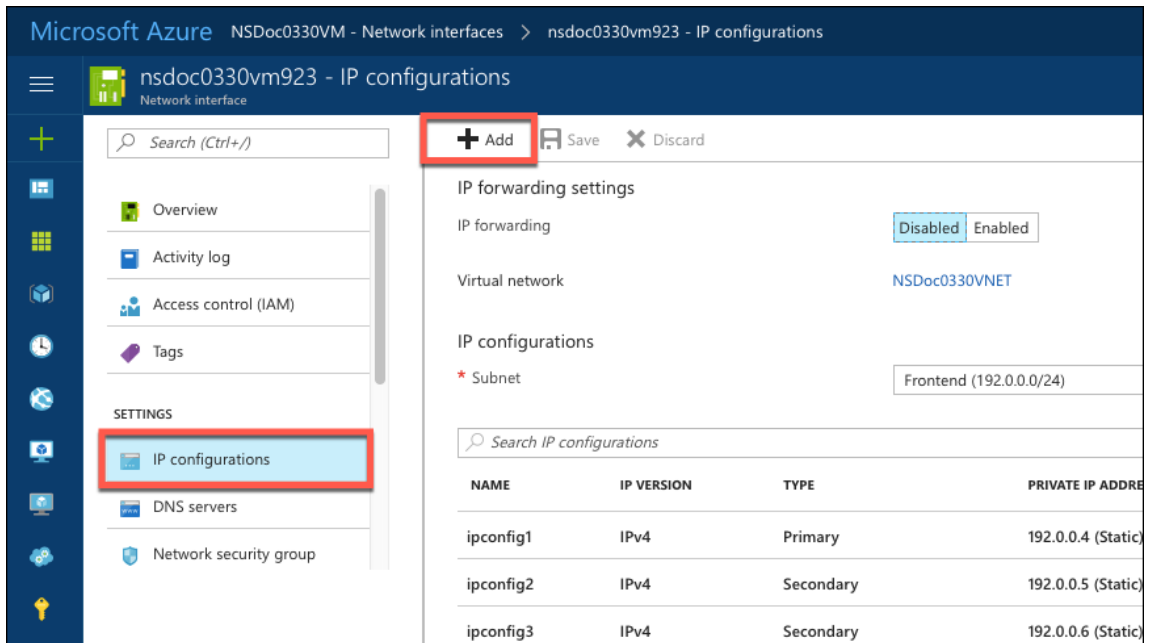 Microsoft Azure NSDoc0330VM - Network interfaces > nsdoc0330vm923 - IP configurations
nsdoc0330vm923 - IP configurations
Network interface
Search (Ctrl+/)
Overview
Activity log
Access control (IAM)
Tags
SETTINGS
IP configurations
DNS servers
Network security group
Add Save Discard
IP forwarding settings
IP forwarding Disabled Enabled
Virtual network NSDoc0330VNET
IP configurations
* Subnet Frontend (192.0.0.0/24)
Search IP configurations
NAME IP VERSION TYPE PRIVATE IP ADDRE
ipconfig1 IPv4 Primary 192.0.0.4 (Static)
ipconfig2 IPv4 Secondary 192.0.0.5 (Static)
ipconfig3 IPv4 Secondary 192.0.0.6 (Static)